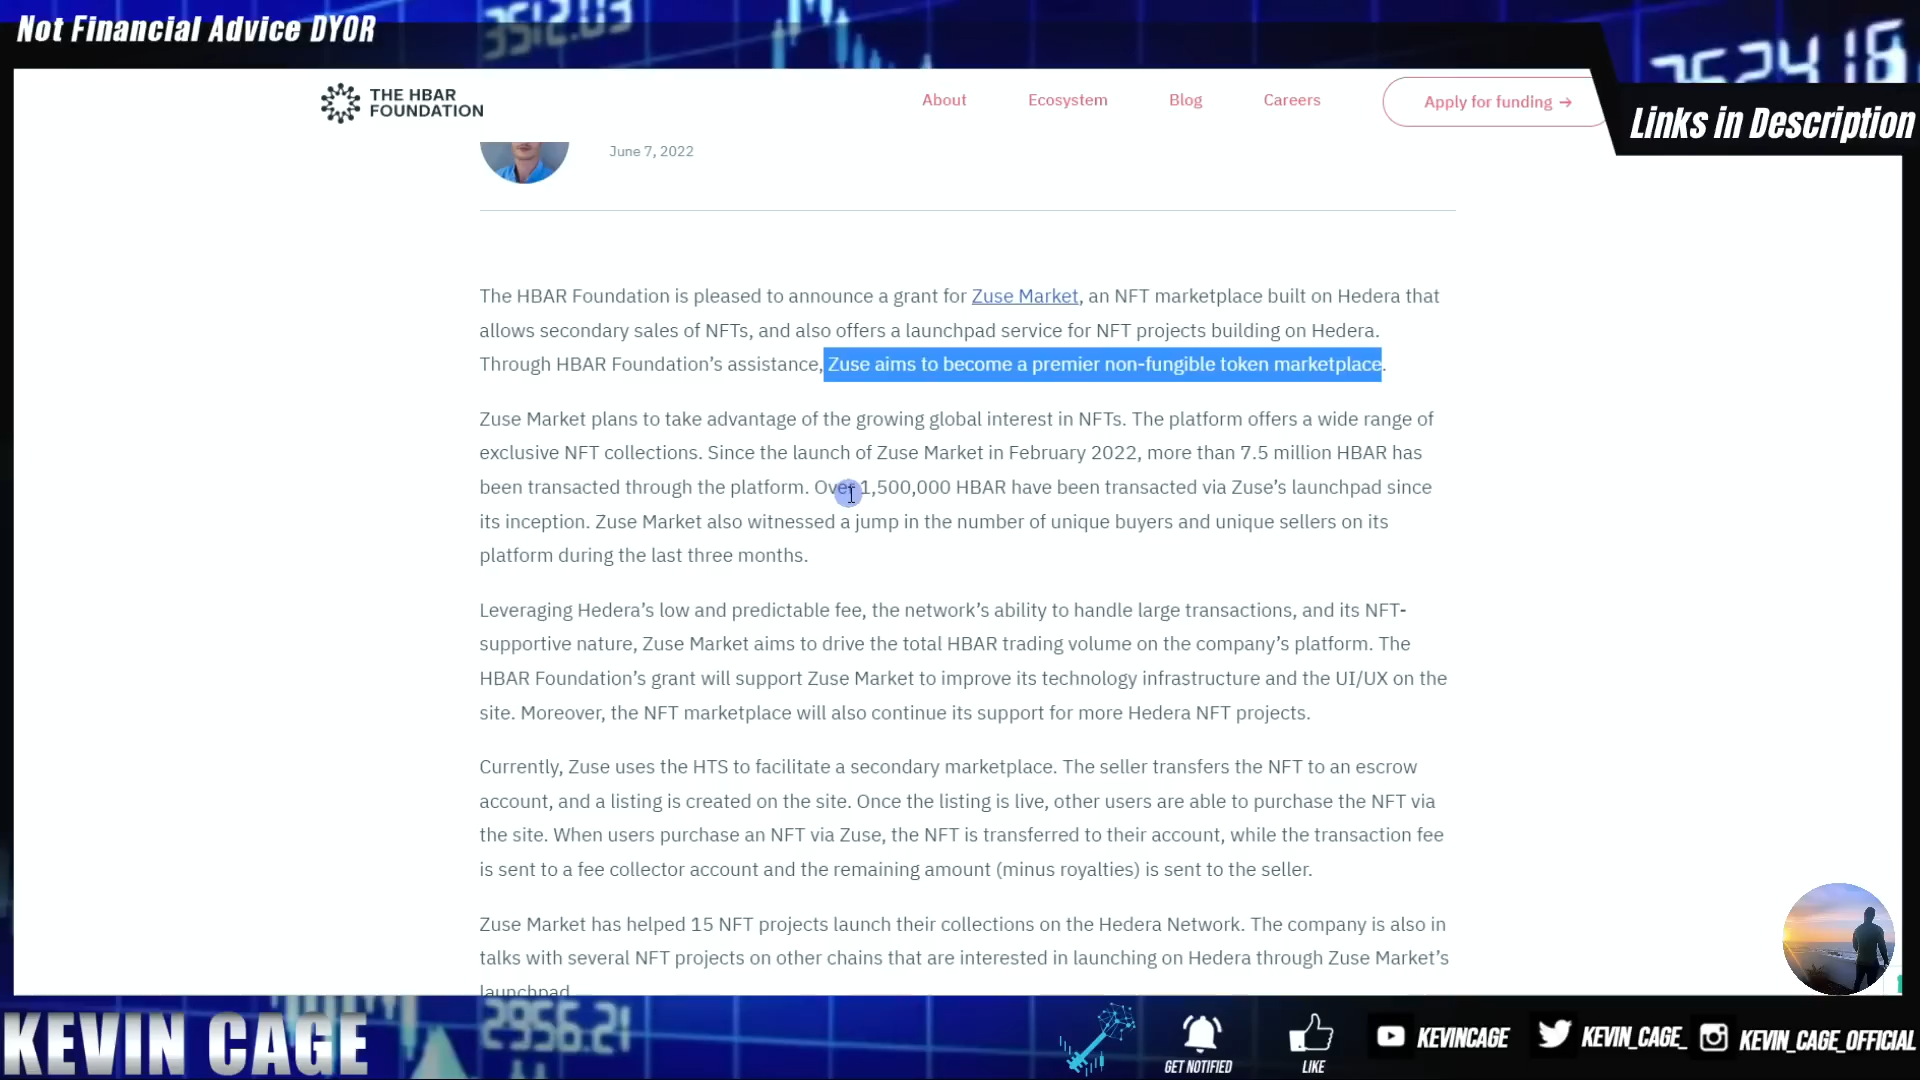 Not Financial Advice DYOR
3512.03
752418
THE HBAR
FOUNDATION
About
Ecosystem
Blog
Careers
Apply for funding →
Links in Description
June 7, 2022
The HBAR Foundation is pleased to announce a grant for Zuse Market, an NFT marketplace built on Hedera that
allows secondary sales of NFTs, and also offers a launchpad service for NFT projects building on Hedera.
Through HBAR Foundation’s assistance, Zuse aims to become a premier non-fungible token marketplace.
Zuse Market plans to take advantage of the growing global interest in NFTs. The platform offers a wide range of
exclusive NFT collections. Since the launch of Zuse Market in February 2022, more than 7.5 million HBAR has
been transacted through the platform. Over 1,500,000 HBAR have been transacted via Zuse’s launchpad since
its inception. Zuse Market also witnessed a jump in the number of unique buyers and unique sellers on its
platform during the last three months.
Leveraging Hedera’s low and predictable fee, the network’s ability to handle large transactions, and its NFT-
supportive nature, Zuse Market aims to drive the total HBAR trading volume on the company’s platform. The
HBAR Foundation’s grant will support Zuse Market to improve its technology infrastructure and the UI/UX on the
site. Moreover, the NFT marketplace will also continue its support for more Hedera NFT projects.
Currently, Zuse uses the HTS to facilitate a secondary marketplace. The seller transfers the NFT to an escrow
account, and a listing is created on the site. Once the listing is live, other users are able to purchase the NFT via
the site. When users purchase an NFT via Zuse, the NFT is transferred to their account, while the transaction fee
is sent to a fee collector account and the remaining amount (minus royalties) is sent to the seller.
Zuse Market has helped 15 NFT projects launch their collections on the Hedera Network. The company is also in
talks with several NFT projects on other chains that are interested in launching on Hedera through Zuse Market’s
launchpad.
KEVIN CAGE
2956.21
GET NOTIFIED
LIKE
KEVINCAGE
KEVIN_CAGE_
KEVIN_CAGE_OFFICIAL